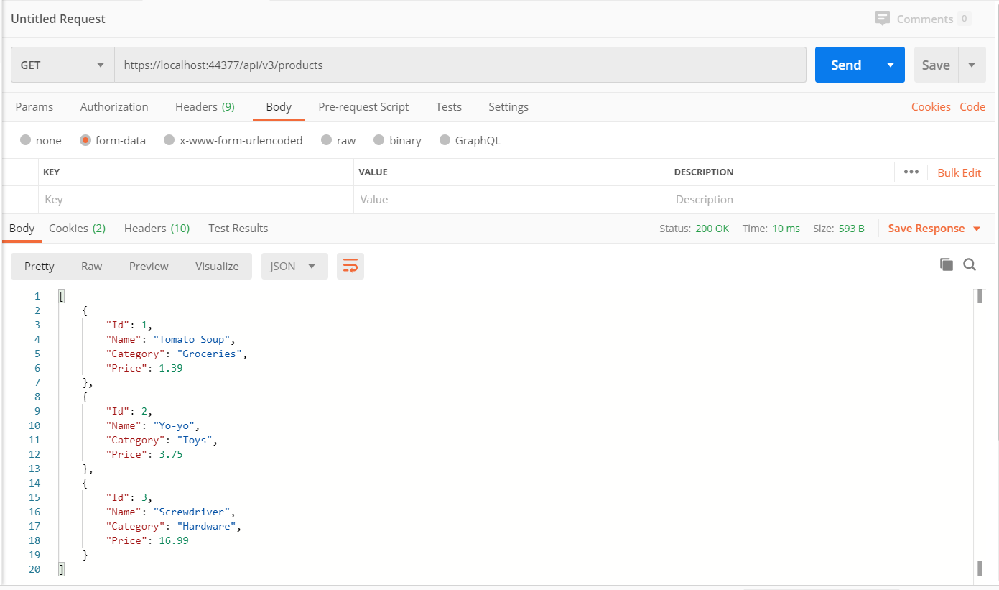 Untitled Request Comments 0
GET https://localhost:44377/api/v3/products Send Save
Params Authorization Headers (9) Body Pre-request Script Tests Settings Cookies Code
none form-data x-www-form-urlencoded raw binary GraphQL
KEY VALUE DESCRIPTION ••• Bulk Edit
Key Value Description
Body Cookies (2) Headers (10) Test Results Status: 200 OK Time: 10 ms Size: 593 B Save Response
Pretty Raw Preview Visualize JSON
1 [
2 {
3 "Id": 1,
4 "Name": "Tomato Soup",
5 "Category": "Groceries",
6 "Price": 1.39
7 },
8 {
9 "Id": 2,
10 "Name": "Yo-yo",
11 "Category": "Toys",
12 "Price": 3.75
13 },
14 {
15 "Id": 3,
16 "Name": "Screwdriver",
17 "Category": "Hardware",
18 "Price": 16.99
19 }
20 ]